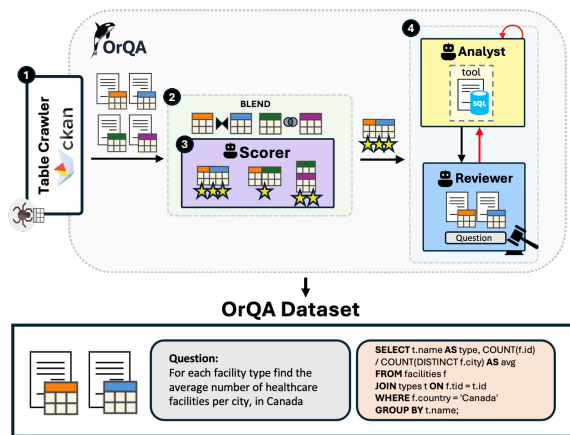 OrQA
1
Table Crawler
ckan
2
BLEND
3
Scorer
4
Analyst
tool
SQL
Reviewer
Question
OrQA Dataset
Question:
For each facility type find the
average number of healthcare
facilities per city, in Canada
SELECT t.name AS type, COUNT(f.id)
/ COUNT(DISTINCT f.city) AS avg
FROM facilities f
JOIN types t ON f.tid = t.id
WHERE f.country = 'Canada'
GROUP BY t.name;